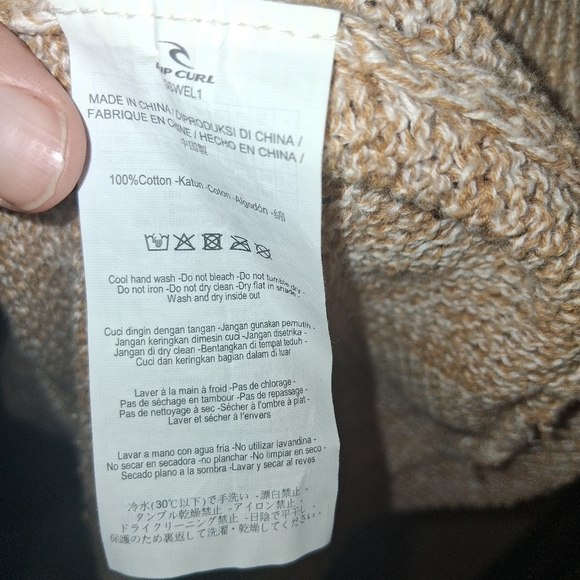 RIP CURL
MADE IN CHINA / DIPRODUKSI DI CHINA /
FABRIQUE EN CHINE / HECHO EN CHINA /
中国製
100%Cotton -Katun -Coton -Algodón -綿
Cool hand wash -Do not bleach -Do not tumble dry -
Do not iron -Do not dry clean -Dry flat in shade -
Wash and dry inside out
Cuci dingin dengan tangan -Jangan gunakan pemutih -
Jangan keringkan dimesin cuci -Jangan disetrika -
Jangan di dry clean -Bentangkan di tempat teduh -
Cuci dan keringkan bagian dalam di luar
Laver à la main à froid -Pas de chlorage -
Pas de séchage en tambour -Pas de repassage -
Pas de nettoyage à sec -Sécher à l'ombre à plat -
Laver et sécher à l'envers
Lavar a mano con agua fria -No utilizar lavandina -
No secar en secadora -no planchar -No limpiar en seco -
Secado plano a la sombra -Lavar y secar al reves
冷水(30℃以下)で手洗い -漂白禁止 -
タンブル乾燥禁止 -アイロン禁止 -
ドライクリーニング禁止 -日陰で平干し -
保護のため裏返して洗濯・乾燥してください